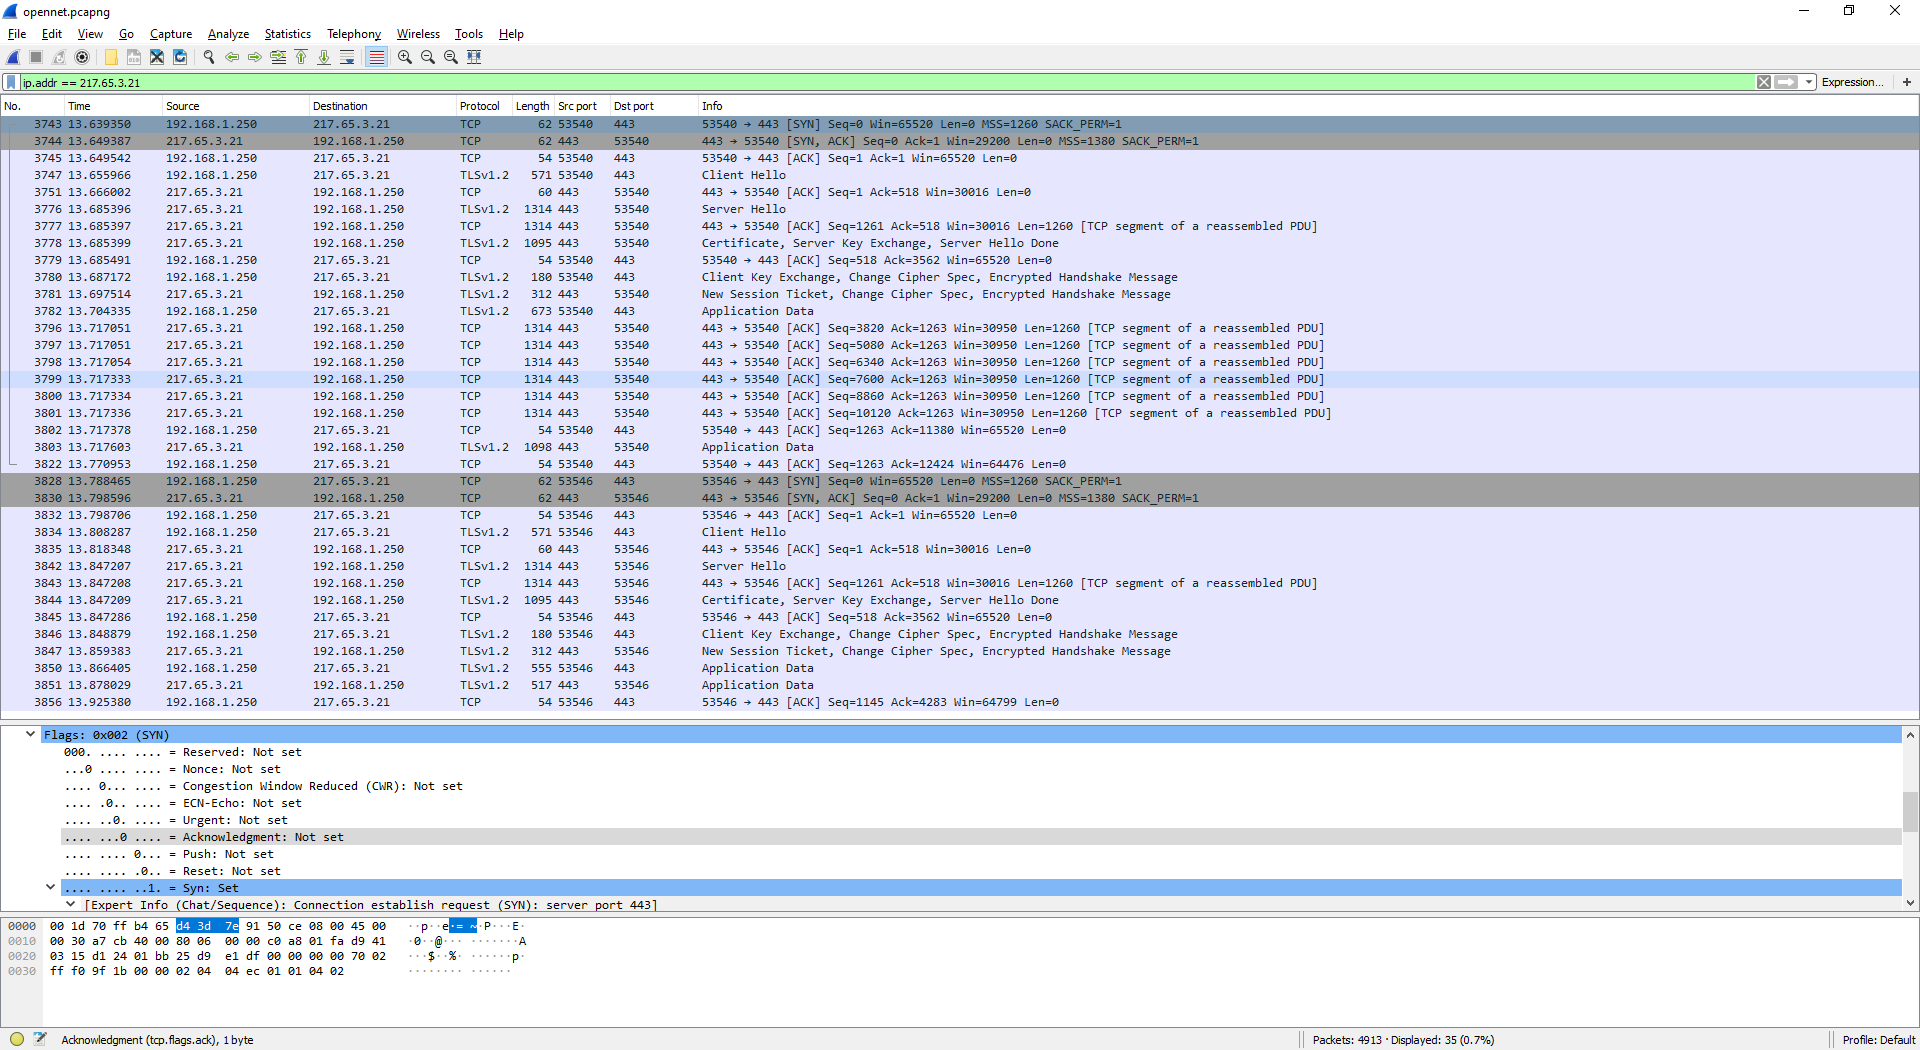 opennet.pcapng
File Edit View Go Capture Analyze Statistics Telephony Wireless Tools Help
ip.addr == 217.65.3.21 Expression... +
No. Time Source Destination Protocol Length Src port Dst port Info
3743 13.639350 192.168.1.250 217.65.3.21 TCP 62 53540 443 53540 → 443 [SYN] Seq=0 Win=65520 Len=0 MSS=1260 SACK_PERM=1
3744 13.649387 217.65.3.21 192.168.1.250 TCP 62 443 53540 443 → 53540 [SYN, ACK] Seq=0 Ack=1 Win=29200 Len=0 MSS=1380 SACK_PERM=1
3745 13.649542 192.168.1.250 217.65.3.21 TCP 54 53540 443 53540 → 443 [ACK] Seq=1 Ack=1 Win=65520 Len=0
3747 13.655966 192.168.1.250 217.65.3.21 TLSv1.2 571 53540 443 Client Hello
3751 13.666002 217.65.3.21 192.168.1.250 TCP 60 443 53540 443 → 53540 [ACK] Seq=1 Ack=518 Win=30016 Len=0
3776 13.685396 217.65.3.21 192.168.1.250 TLSv1.2 1314 443 53540 Server Hello
3777 13.685397 217.65.3.21 192.168.1.250 TCP 1314 443 53540 443 → 53540 [ACK] Seq=1261 Ack=518 Win=30016 Len=1260 [TCP segment of a reassembled PDU]
3778 13.685399 217.65.3.21 192.168.1.250 TLSv1.2 1095 443 53540 Certificate, Server Key Exchange, Server Hello Done
3779 13.685491 192.168.1.250 217.65.3.21 TCP 54 53540 443 53540 → 443 [ACK] Seq=518 Ack=3562 Win=65520 Len=0
3780 13.687172 192.168.1.250 217.65.3.21 TLSv1.2 180 53540 443 Client Key Exchange, Change Cipher Spec, Encrypted Handshake Message
3781 13.697514 217.65.3.21 192.168.1.250 TLSv1.2 312 443 53540 New Session Ticket, Change Cipher Spec, Encrypted Handshake Message
3782 13.704335 192.168.1.250 217.65.3.21 TLSv1.2 673 53540 443 Application Data
3796 13.717051 217.65.3.21 192.168.1.250 TCP 1314 443 53540 443 → 53540 [ACK] Seq=3820 Ack=1263 Win=30950 Len=1260 [TCP segment of a reassembled PDU]
3797 13.717051 217.65.3.21 192.168.1.250 TCP 1314 443 53540 443 → 53540 [ACK] Seq=5080 Ack=1263 Win=30950 Len=1260 [TCP segment of a reassembled PDU]
3798 13.717054 217.65.3.21 192.168.1.250 TCP 1314 443 53540 443 → 53540 [ACK] Seq=6340 Ack=1263 Win=30950 Len=1260 [TCP segment of a reassembled PDU]
3799 13.717333 217.65.3.21 192.168.1.250 TCP 1314 443 53540 443 → 53540 [ACK] Seq=7600 Ack=1263 Win=30950 Len=1260 [TCP segment of a reassembled PDU]
3800 13.717334 217.65.3.21 192.168.1.250 TCP 1314 443 53540 443 → 53540 [ACK] Seq=8860 Ack=1263 Win=30950 Len=1260 [TCP segment of a reassembled PDU]
3801 13.717336 217.65.3.21 192.168.1.250 TCP 1314 443 53540 443 → 53540 [ACK] Seq=10120 Ack=1263 Win=30950 Len=1260 [TCP segment of a reassembled PDU]
3802 13.717378 192.168.1.250 217.65.3.21 TCP 54 53540 443 53540 → 443 [ACK] Seq=1263 Ack=11380 Win=65520 Len=0
3803 13.717603 217.65.3.21 192.168.1.250 TLSv1.2 1098 443 53540 Application Data
3822 13.770953 192.168.1.250 217.65.3.21 TCP 54 53540 443 53540 → 443 [ACK] Seq=1263 Ack=12424 Win=64476 Len=0
3828 13.788465 192.168.1.250 217.65.3.21 TCP 62 53546 443 53546 → 443 [SYN] Seq=0 Win=65520 Len=0 MSS=1260 SACK_PERM=1
3830 13.798596 217.65.3.21 192.168.1.250 TCP 62 443 53546 443 → 53546 [SYN, ACK] Seq=0 Ack=1 Win=29200 Len=0 MSS=1380 SACK_PERM=1
3832 13.798706 192.168.1.250 217.65.3.21 TCP 54 53546 443 53546 → 443 [ACK] Seq=1 Ack=1 Win=65520 Len=0
3834 13.808287 192.168.1.250 217.65.3.21 TLSv1.2 571 53546 443 Client Hello
3835 13.818348 217.65.3.21 192.168.1.250 TCP 60 443 53546 443 → 53546 [ACK] Seq=1 Ack=518 Win=30016 Len=0
3842 13.847207 217.65.3.21 192.168.1.250 TLSv1.2 1314 443 53546 Server Hello
3843 13.847208 217.65.3.21 192.168.1.250 TCP 1314 443 53546 443 → 53546 [ACK] Seq=1261 Ack=518 Win=30016 Len=1260 [TCP segment of a reassembled PDU]
3844 13.847209 217.65.3.21 192.168.1.250 TLSv1.2 1095 443 53546 Certificate, Server Key Exchange, Server Hello Done
3845 13.847286 192.168.1.250 217.65.3.21 TCP 54 53546 443 53546 → 443 [ACK] Seq=518 Ack=3562 Win=65520 Len=0
3846 13.848879 192.168.1.250 217.65.3.21 TLSv1.2 180 53546 443 Client Key Exchange, Change Cipher Spec, Encrypted Handshake Message
3847 13.859383 217.65.3.21 192.168.1.250 TLSv1.2 312 443 53546 New Session Ticket, Change Cipher Spec, Encrypted Handshake Message
3850 13.866405 192.168.1.250 217.65.3.21 TLSv1.2 555 53546 443 Application Data
3851 13.878029 217.65.3.21 192.168.1.250 TLSv1.2 517 443 53546 Application Data
3856 13.925380 192.168.1.250 217.65.3.21 TCP 54 53546 443 53546 → 443 [ACK] Seq=1145 Ack=4283 Win=64799 Len=0
Flags: 0x002 (SYN)
000. .... .... = Reserved: Not set
...0 .... .... = Nonce: Not set
.... 0... .... = Congestion Window Reduced (CWR): Not set
.... .0.. .... = ECN-Echo: Not set
.... ..0. .... = Urgent: Not set
.... ...0 .... = Acknowledgment: Not set
.... .... 0... = Push: Not set
.... .... .0.. = Reset: Not set
.... .... ..1. = Syn: Set
[Expert Info (Chat/Sequence): Connection establish request (SYN): server port 443]
0000 00 1d 70 ff b4 65 d4 3d 7e 91 50 ce 08 00 45 00 ··p··e·= ~·P···E·
0010 00 30 a7 cb 40 00 80 06 00 00 c0 a8 01 fa d9 41 ·0··@··· ·······A
0020 03 15 d1 24 01 bb 25 d9 e1 df 00 00 00 00 70 02 ···$··%· ······p·
0030 ff f0 9f 1b 00 00 02 04 04 ec 01 01 04 02 ········ ······
Acknowledgment (tcp.flags.ack), 1 byte Packets: 4913 · Displayed: 35 (0.7%) Profile: Default